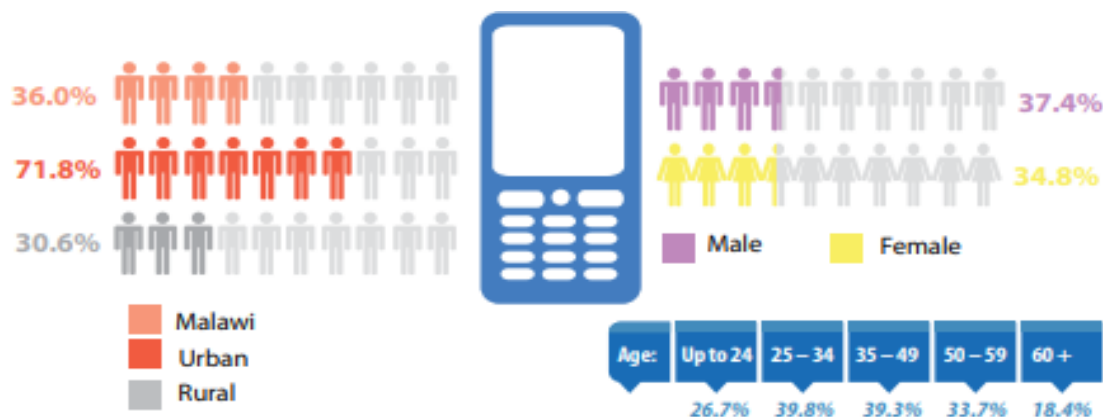 36.0%
71.8%
30.6%
Malawi
Urban
Rural
37.4%
34.8%
Male Female
Age: Up to 24 25 – 34 35 – 49 50 – 59 60 +
26.7% 39.8% 39.3% 33.7% 18.4%